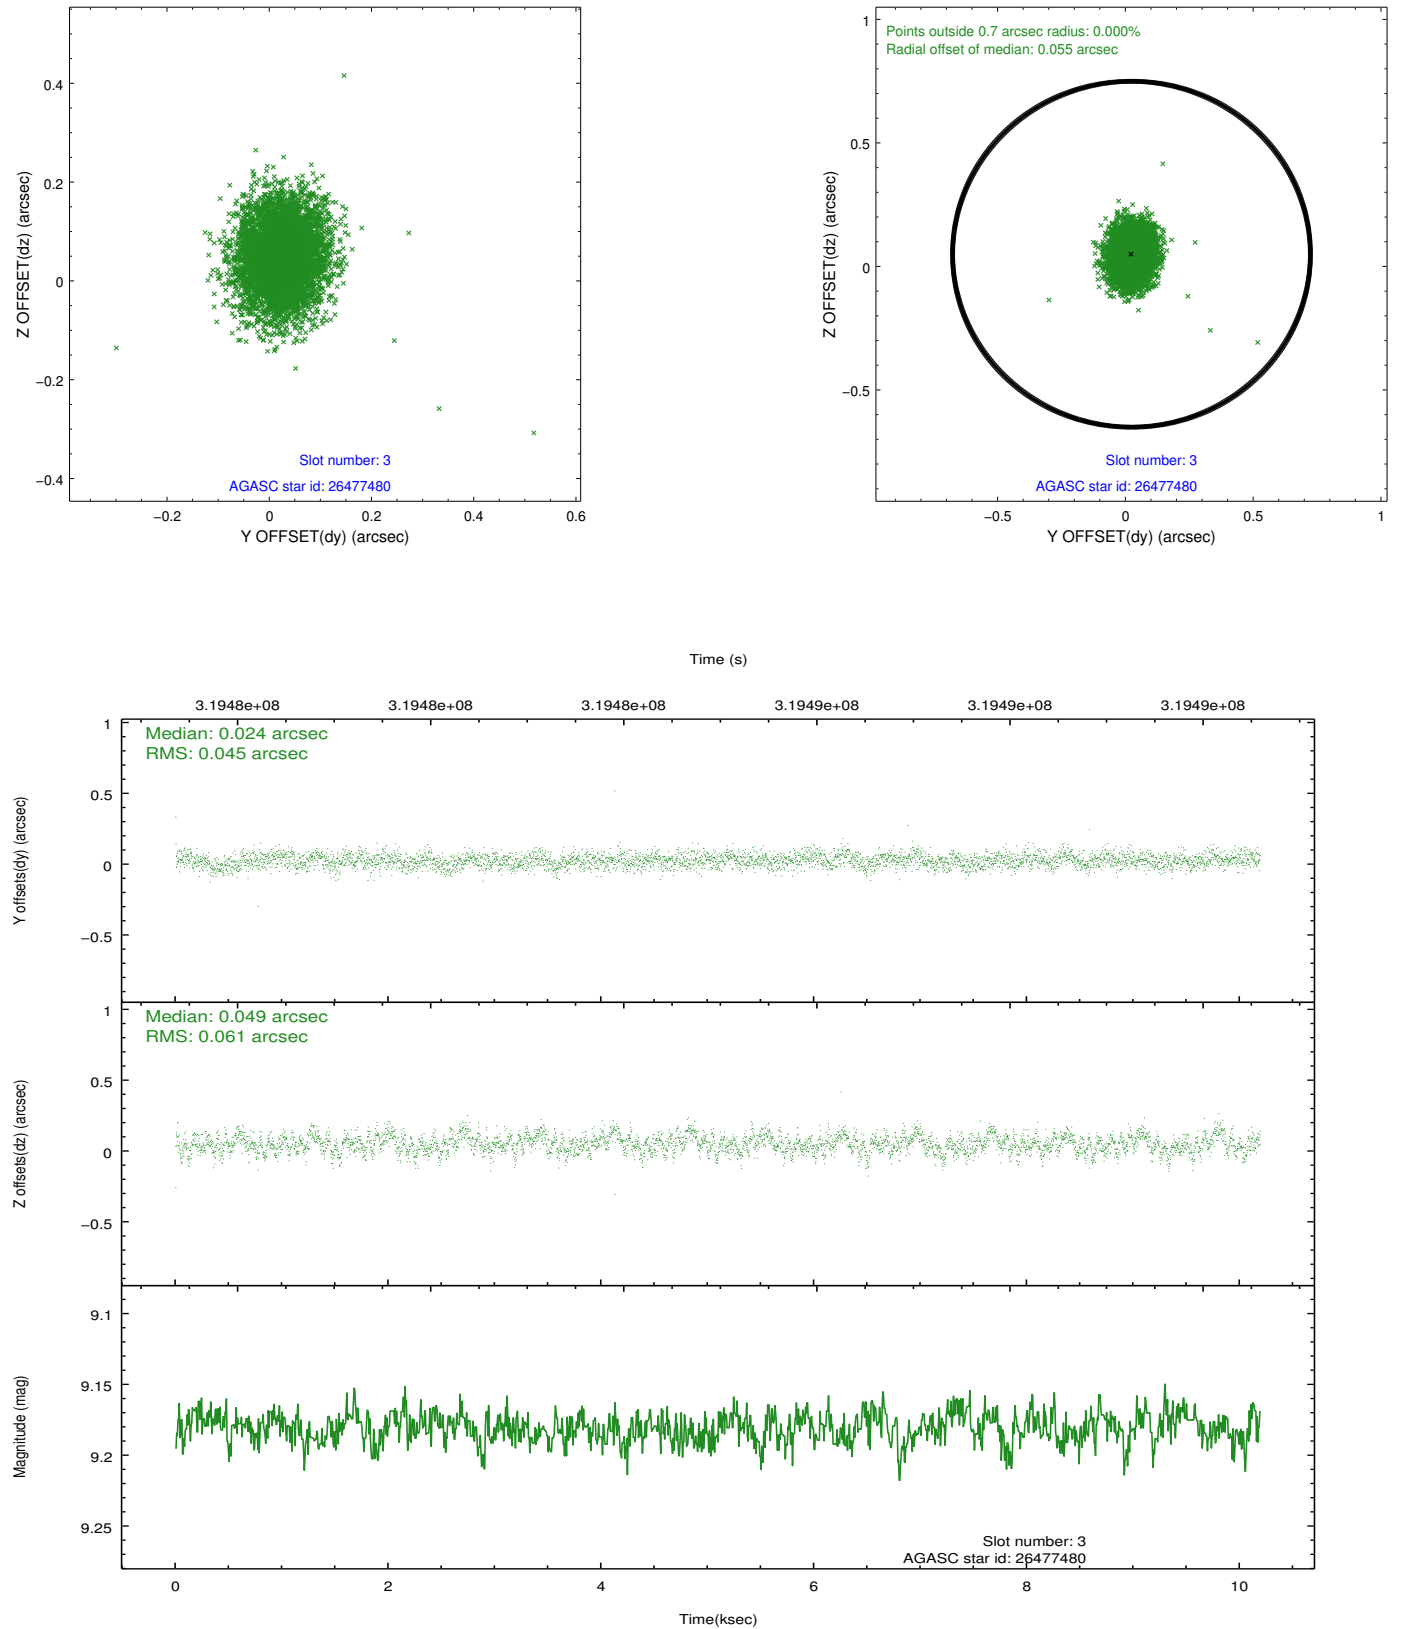 0.4
0.2
0
−0.2
−0.4
Z OFFSET(dz) (arcsec)
Slot number: 3
AGASC star id: 26477480
−0.2 0 0.2 0.4 0.6
Y OFFSET(dy) (arcsec)
Points outside 0.7 arcsec radius: 0.000%
Radial offset of median: 0.055 arcsec
1
0.5
0
−0.5
Z OFFSET(dz) (arcsec)
Slot number: 3
AGASC star id: 26477480
−0.5 0 0.5 1
Y OFFSET(dy) (arcsec)
Time (s)
3.1948e+08 3.1948e+08 3.1948e+08 3.1949e+08 3.1949e+08 3.1949e+08
Median: 0.024 arcsec
RMS: 0.045 arcsec
1
0.5
0
−0.5
Y offsets(dy) (arcsec)
Median: 0.049 arcsec
RMS: 0.061 arcsec
1
0.5
0
−0.5
Z offsets(dz) (arcsec)
9.1
9.15
9.2
9.25
Magnitude (mag)
Slot number: 3
AGASC star id: 26477480
0 2 4 6 8 10
Time(ksec)